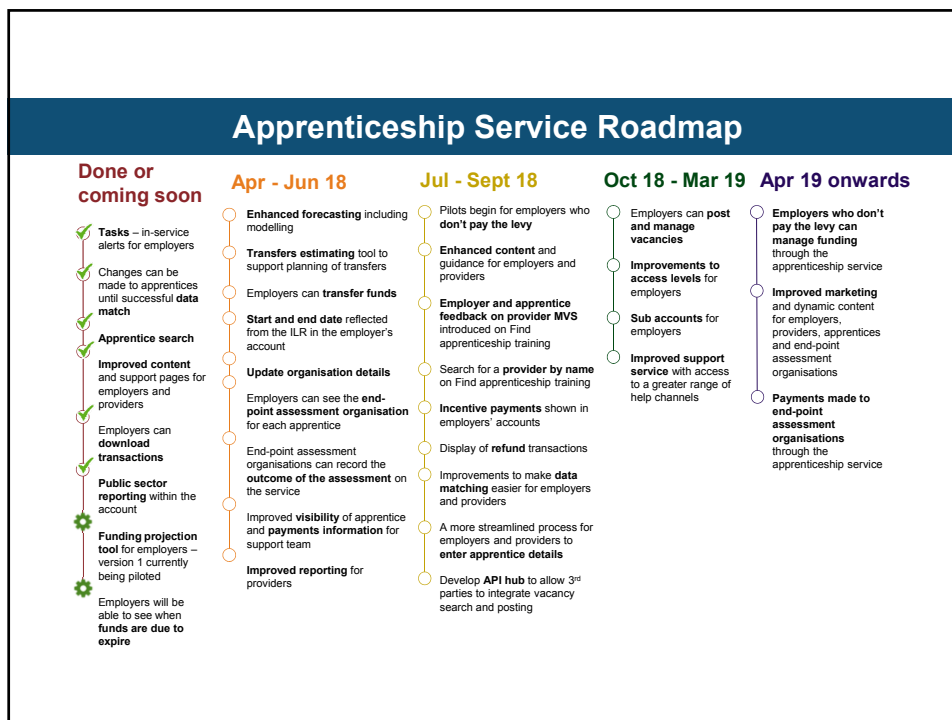 Apprenticeship Service Roadmap
Done or
coming soon
Tasks – in-service
alerts for employers
Changes can be
made to apprentices
until successful data
match
Apprentice search
Improved content
and support pages for
employers and
providers
Employers can
download
transactions
Public sector
reporting within the
account
Funding projection
tool for employers –
version 1 currently
being piloted
Employers will be
able to see when
funds are due to
expire
Apr - Jun 18
Enhanced forecasting including
modelling
Transfers estimating tool to
support planning of transfers
Employers can transfer funds
Start and end date reflected
from the ILR in the employer's
account
Update organisation details
Employers can see the end-
point assessment organisation
for each apprentice
End-point assessment
organisations can record the
outcome of the assessment on
the service
Improved visibility of apprentice
and payments information for
support team
Improved reporting for
providers
Jul - Sept 18
Pilots begin for employers who
don't pay the levy
Enhanced content and
guidance for employers and
providers
Employer and apprentice
feedback on provider MVS
introduced on Find
apprenticeship training
Search for a provider by name
on Find apprenticeship training
Incentive payments shown in
employers' accounts
Display of refund transactions
Improvements to make data
matching easier for employers
and providers
A more streamlined process for
employers and providers to
enter apprentice details
Develop API hub to allow 3rd
parties to integrate vacancy
search and posting
Oct 18 - Mar 19
Employers can post
and manage
vacancies
Improvements to
access levels for
employers
Sub accounts for
employers
Improved support
service with access
to a greater range of
help channels
Apr 19 onwards
Employers who don't
pay the levy can
manage funding
through the
apprenticeship service
Improved marketing
and dynamic content
for employers,
providers, apprentices
and end-point
assessment
organisations
Payments made to
end-point
assessment
organisations
through the
apprenticeship service